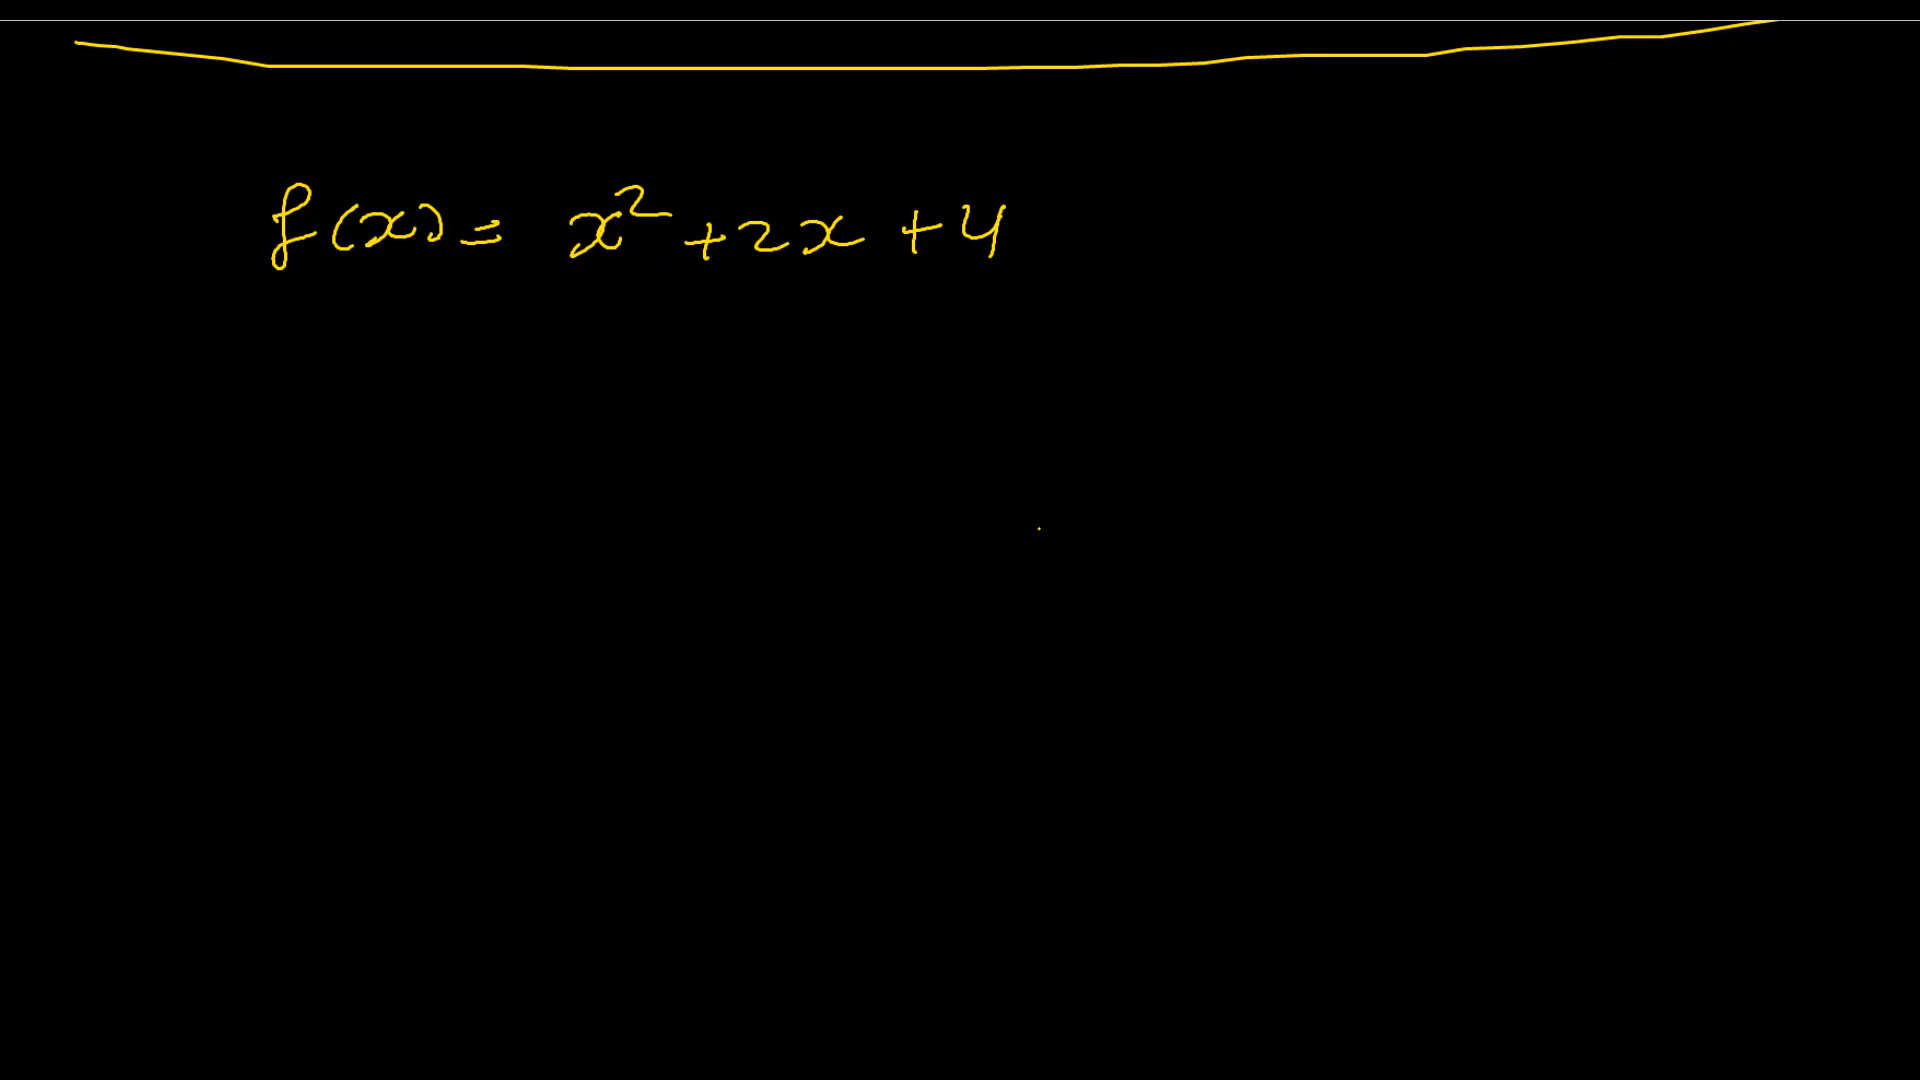 f(x) = x² + 2x + 4